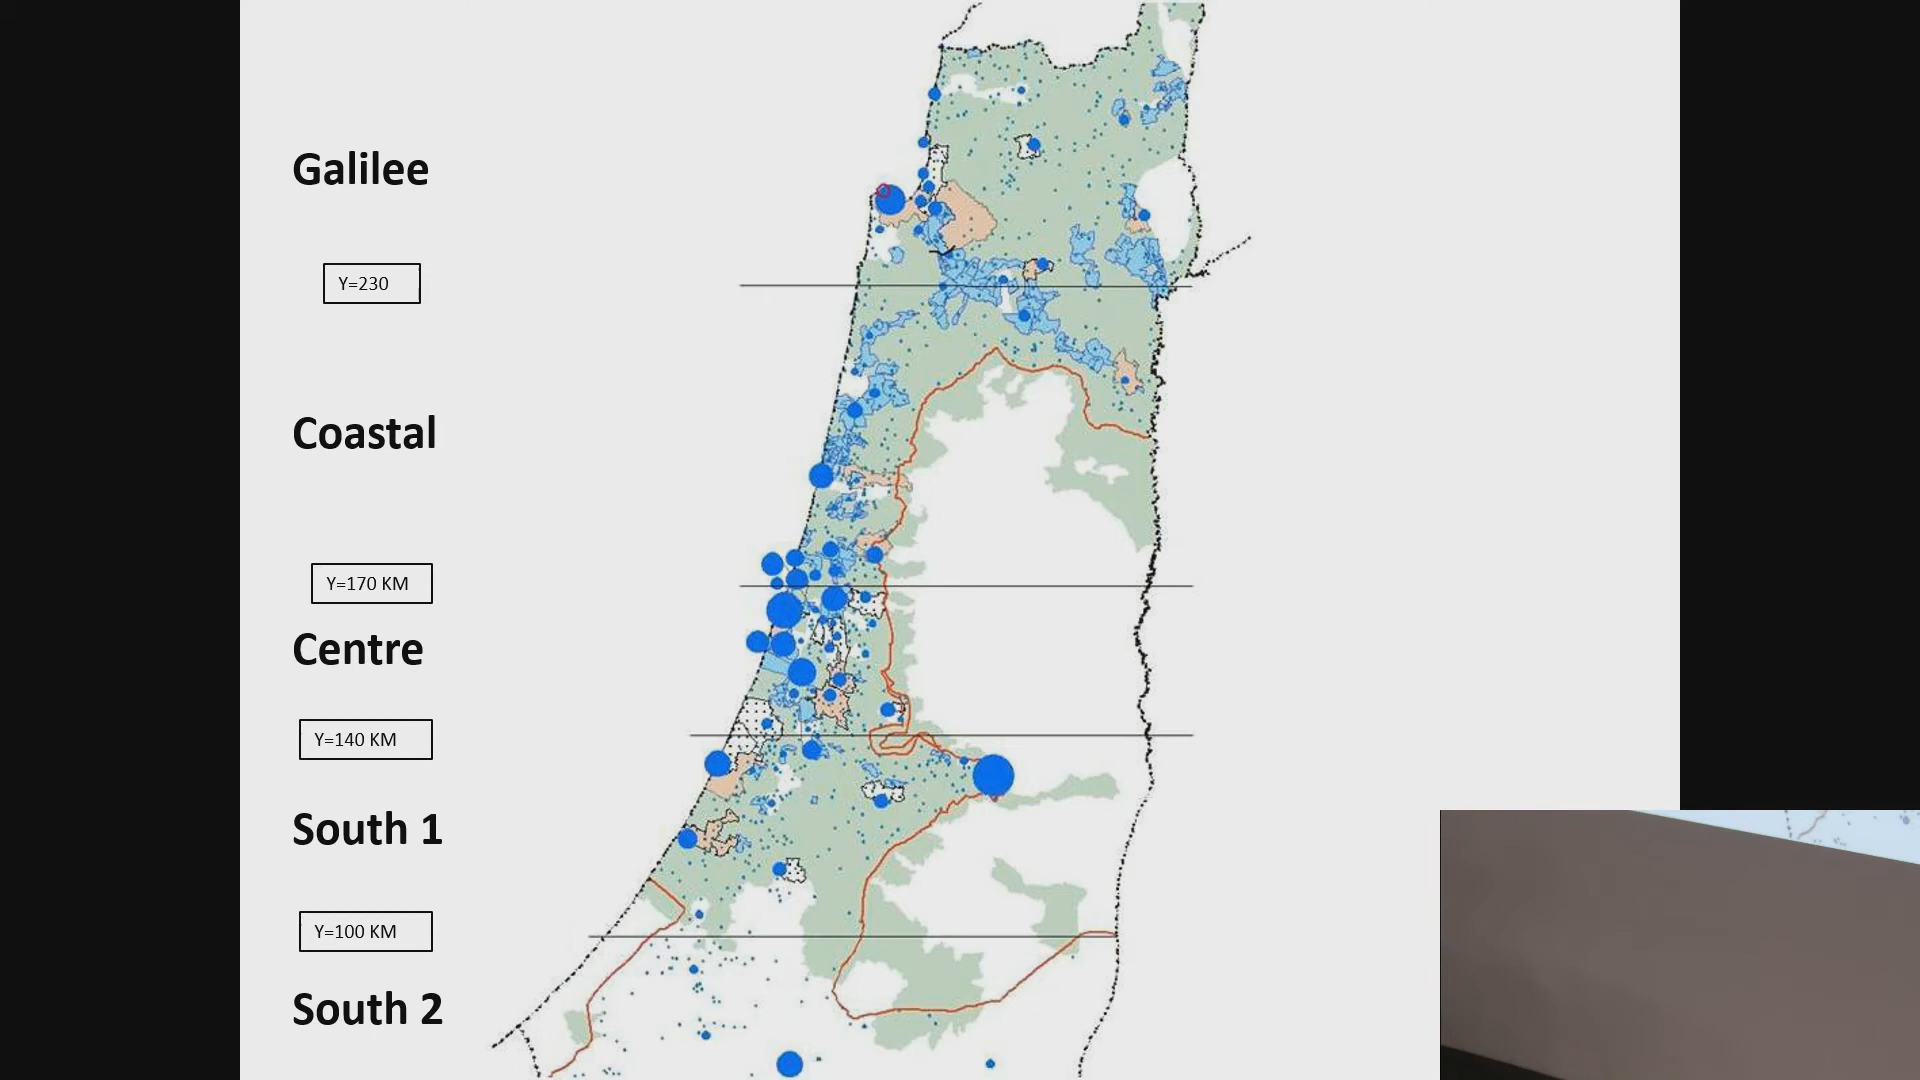 Galilee
Y=230
Coastal
Y=170 KM
Centre
Y=140 KM
South 1
Y=100 KM
South 2